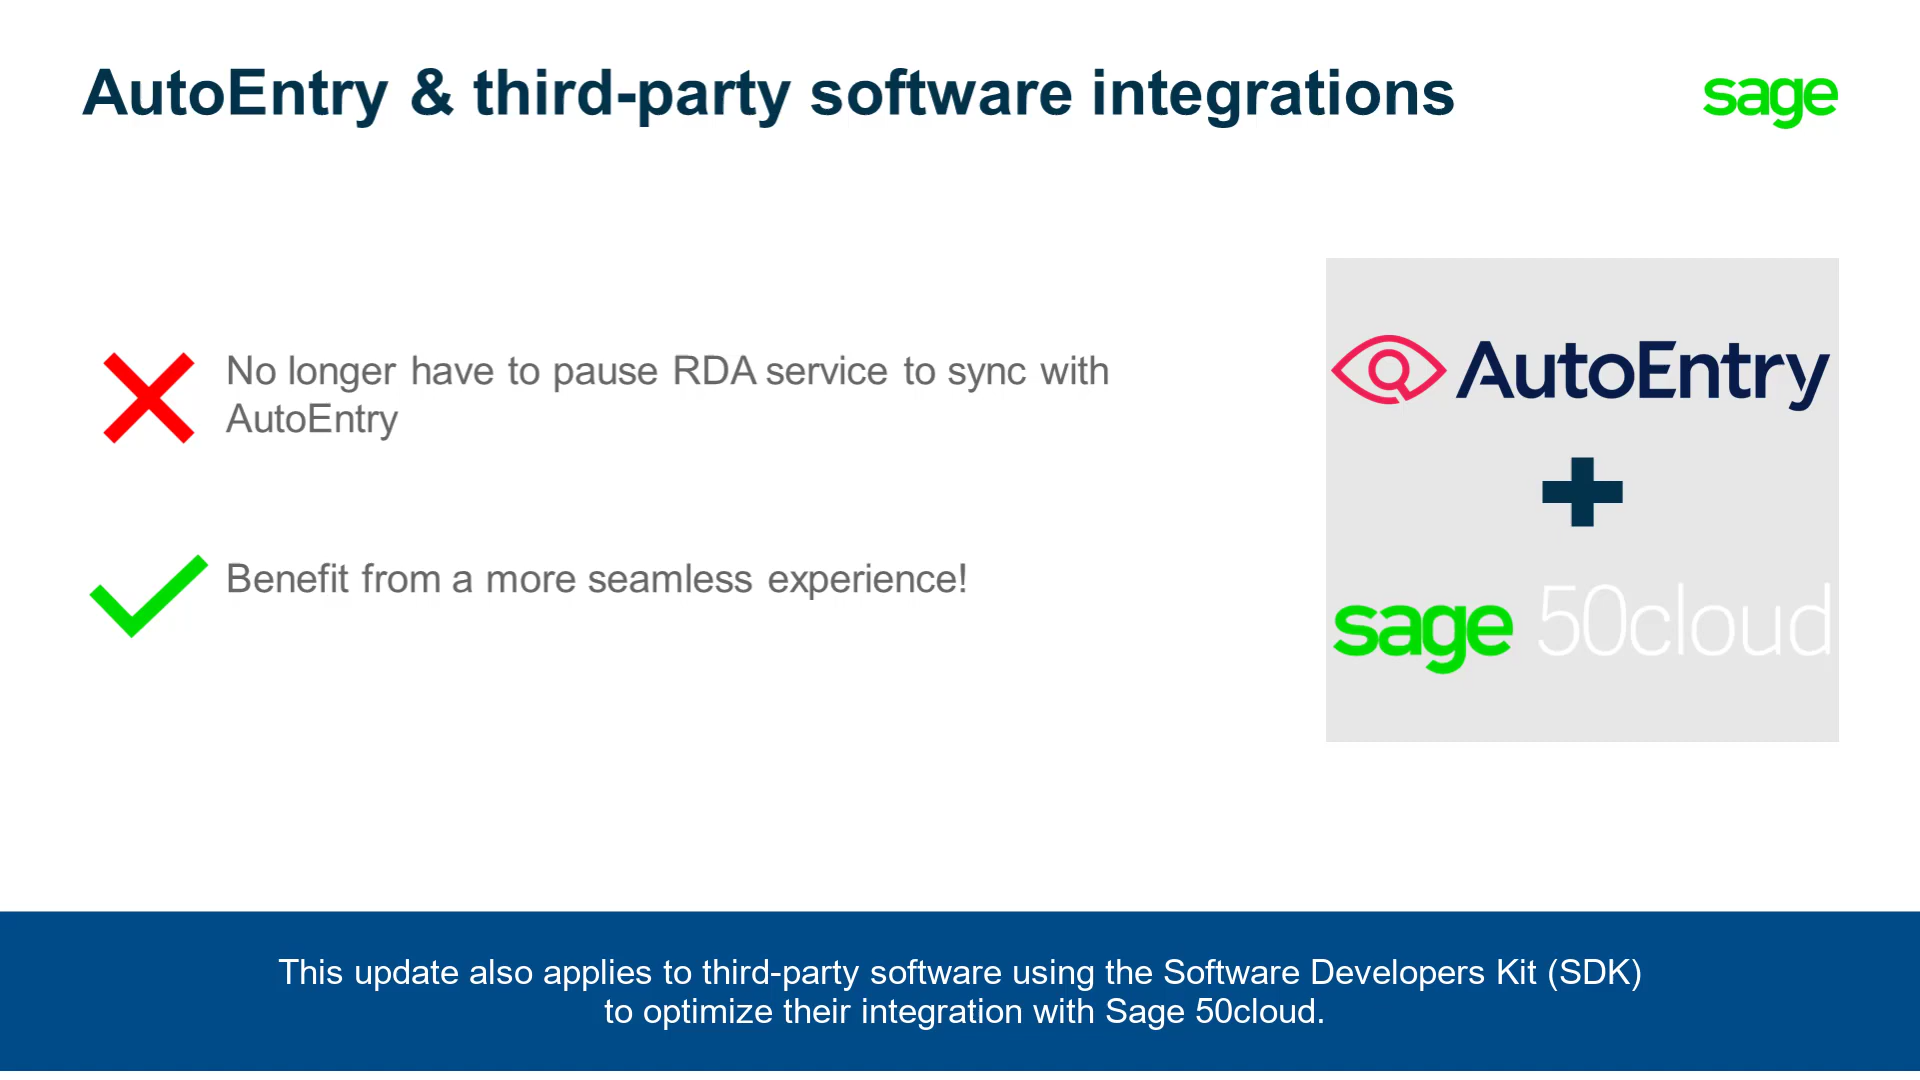 AutoEntry & third-party software integrations
sage
No longer have to pause RDA service to sync with
AutoEntry
Benefit from a more seamless experience!
AutoEntry
sage 50cloud
This update also applies to third-party software using the Software Developers Kit (SDK)
to optimize their integration with Sage 50cloud.